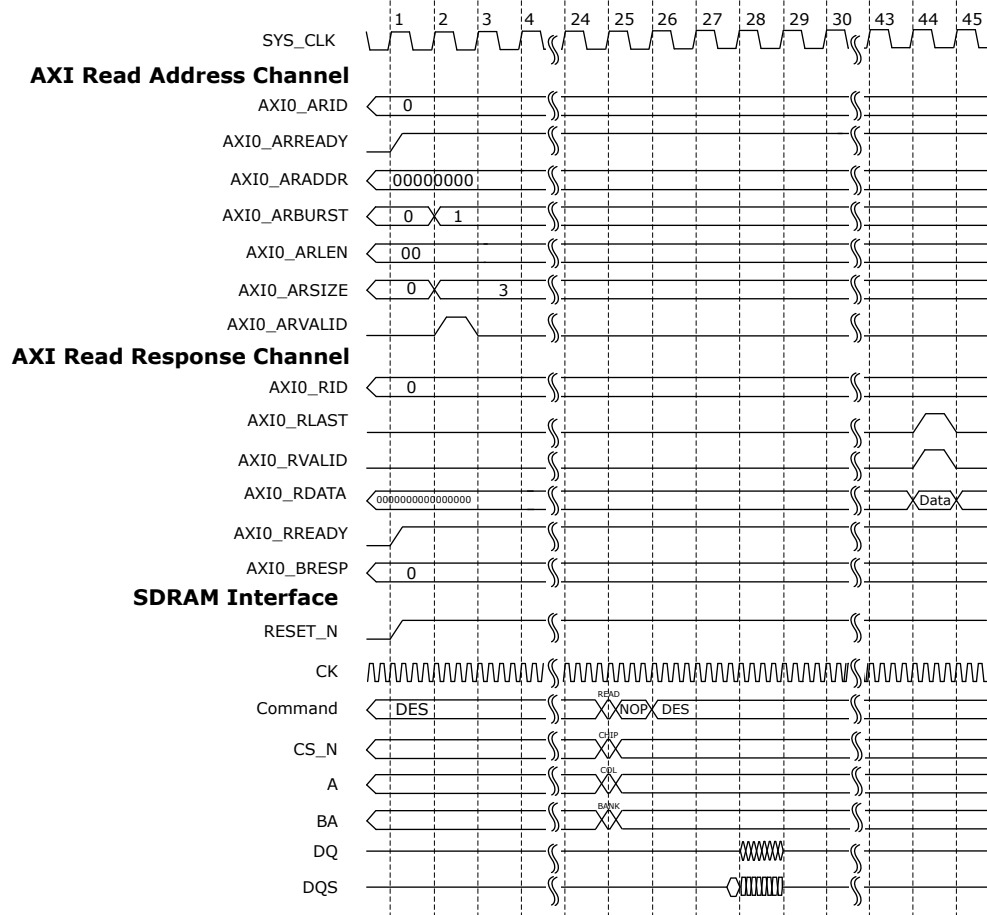 1 2 3 4 24 25 26 27 28 29 30 43 44 45
SYS_CLK
AXI Read Address Channel
AXI0_ARID 0
AXI0_ARREADY
AXI0_ARADDR 00000000
AXI0_ARBURST 0 1
AXI0_ARLEN 00
AXI0_ARSIZE 0 3
AXI0_ARVALID
AXI Read Response Channel
AXI0_RID 0
AXI0_RLAST
AXI0_RVALID
AXI0_RDATA 0000000000000000 Data
AXI0_RREADY
AXI0_BRESP 0
SDRAM Interface
RESET_N
CK
READ
Command DES NOP DES
CHIP
CS_N
COL
A
BANK
BA
DQ
DQS